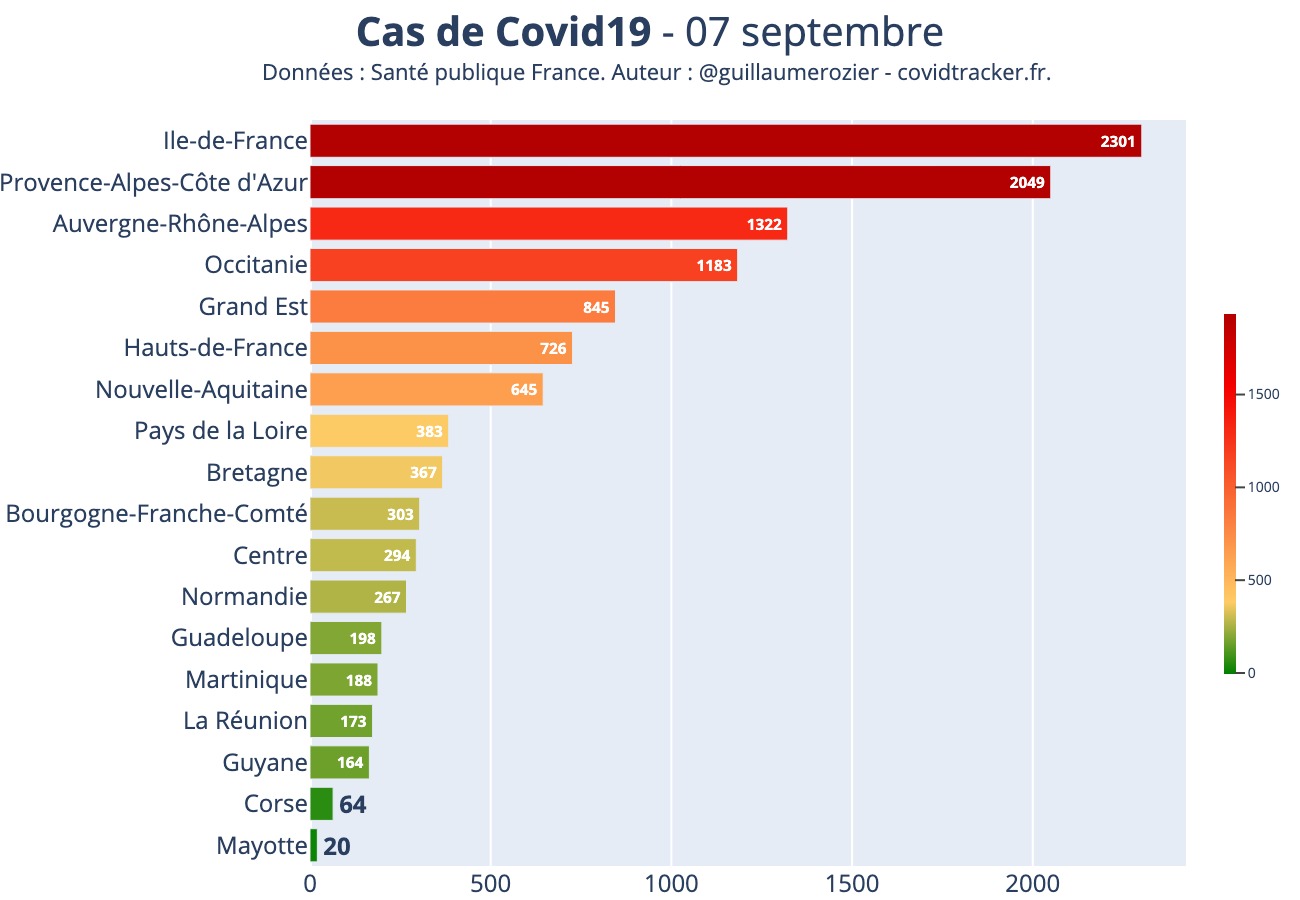 Cas de Covid19 - 07 septembre
Données : Santé publique France. Auteur : @guillaumerozier - covidtracker.fr.
Ile-de-France 2301
Provence-Alpes-Côte d'Azur 2049
Auvergne-Rhône-Alpes 1322
Occitanie 1183
Grand Est 845
Hauts-de-France 726
Nouvelle-Aquitaine 645
Pays de la Loire 383
Bretagne 367
Bourgogne-Franche-Comté 303
Centre 294
Normandie 267
Guadeloupe 198
Martinique 188
La Réunion 173
Guyane 164
Corse 64
Mayotte 20
0 500 1000 1500 2000
1500
1000
500
0